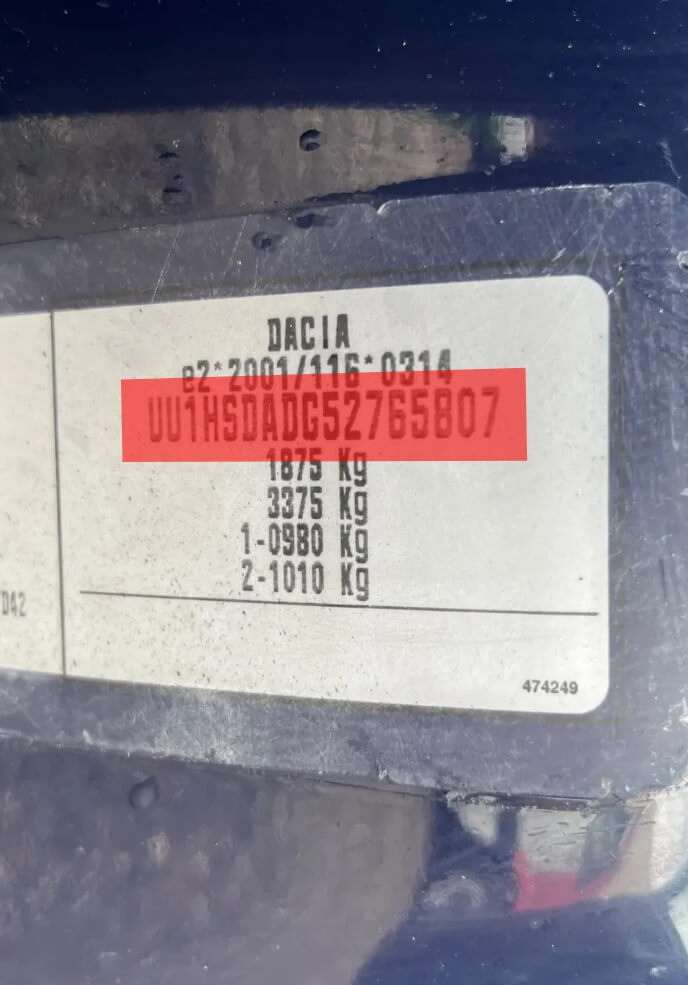 DACIA
e2*2001/116*0314
UU1HSDADG52765807
1875 Kg
3375 Kg
1-0980 Kg
2-1010 Kg
D42
474249